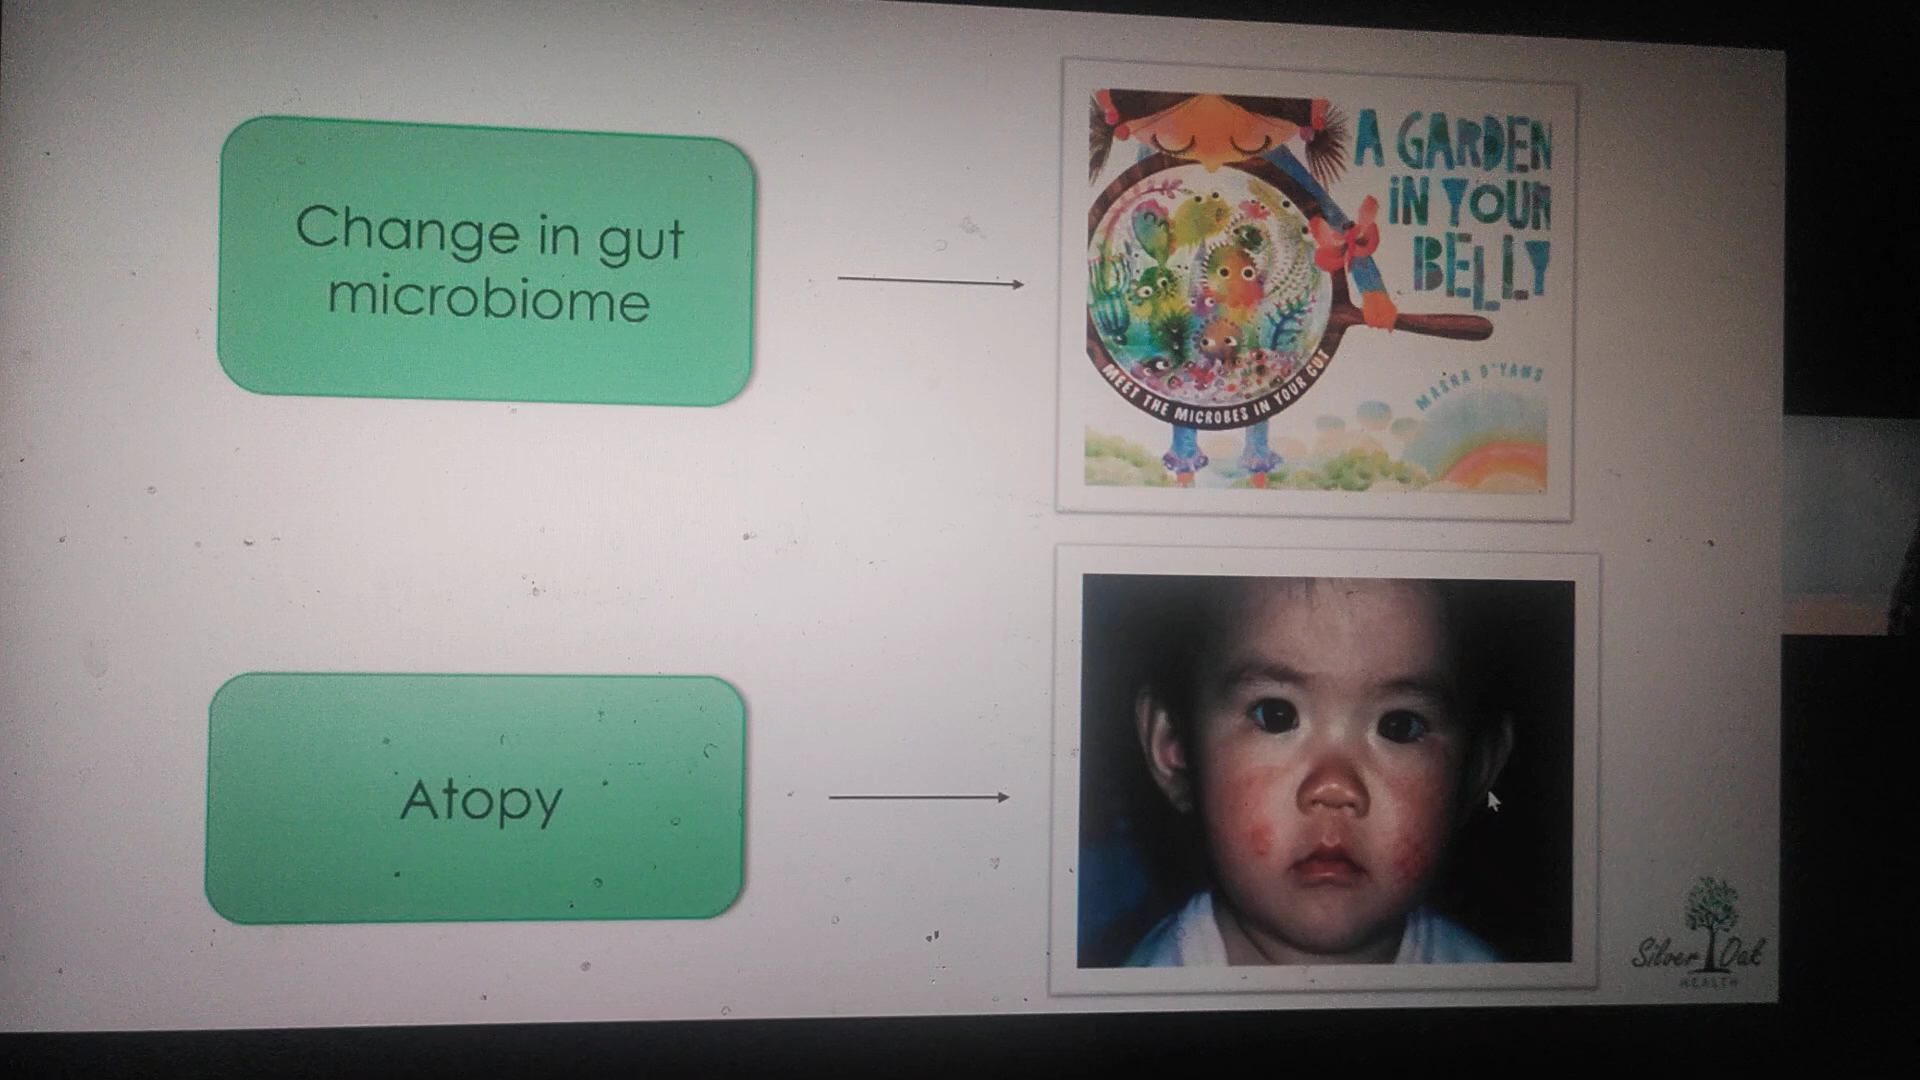 Change in gut
microbiome
A GARDEN
iN YOUR
BELLY
MEET THE MICROBES IN YOUR GUT
MASHA D'YANS
Atopy
Silver Oak
HEALTH